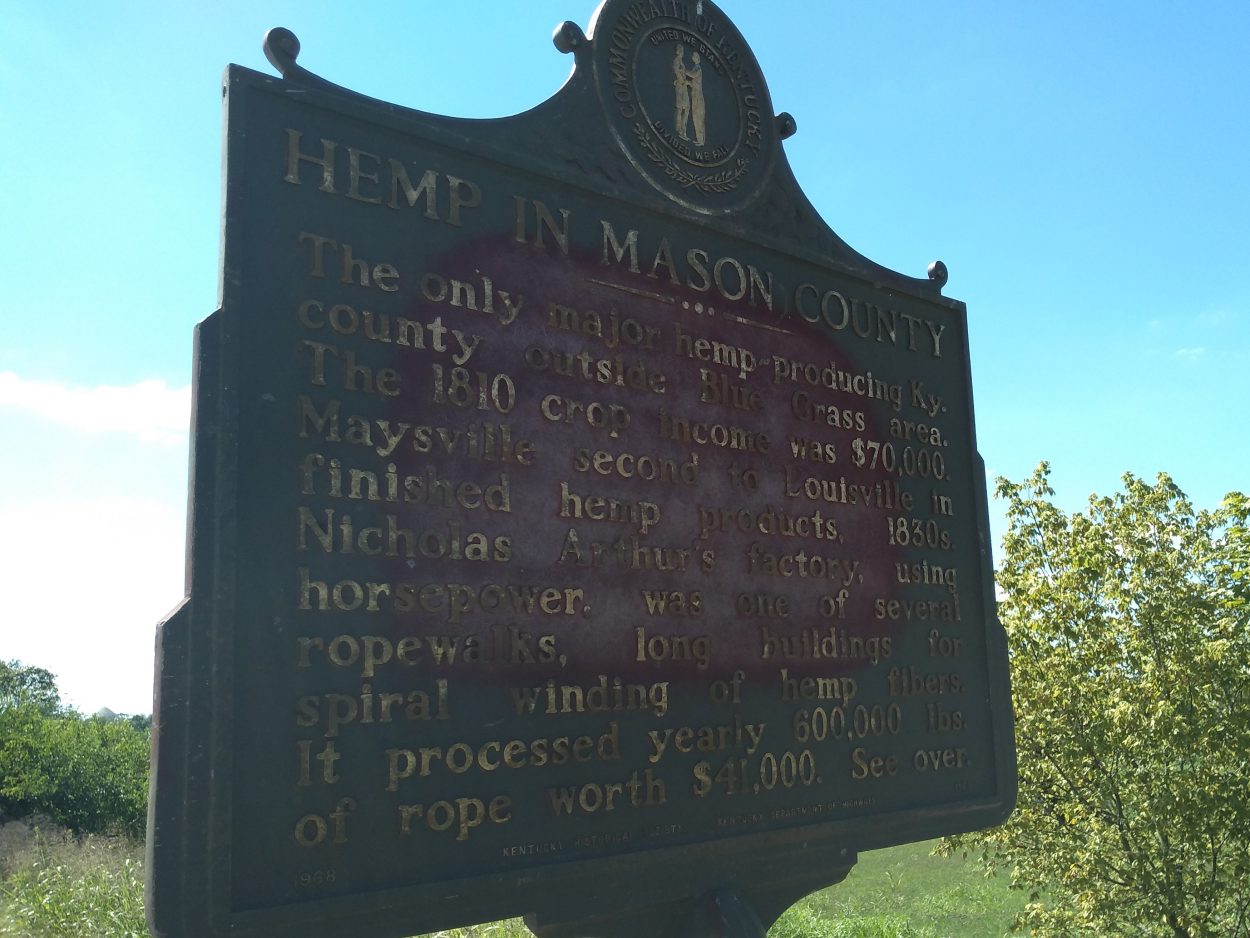 COMMONWEALTH OF KENTUCKY
UNITED WE STAND
DIVIDED WE FALL
HEMP IN MASON COUNTY
The only major hemp-producing Ky.
county outside Blue Grass area.
The 1810 crop income was $70,000.
Maysville second to Louisville in
finished hemp products, 1830s.
Nicholas Arthur's factory, using
horsepower, was one of several
ropewalks, long buildings for
spiral winding of hemp fibers.
It processed yearly 600,000 lbs.
of rope worth $41,000. See over.
1968 KENTUCKY HISTORICAL SOCIETY KENTUCKY DEPARTMENT OF HIGHWAYS